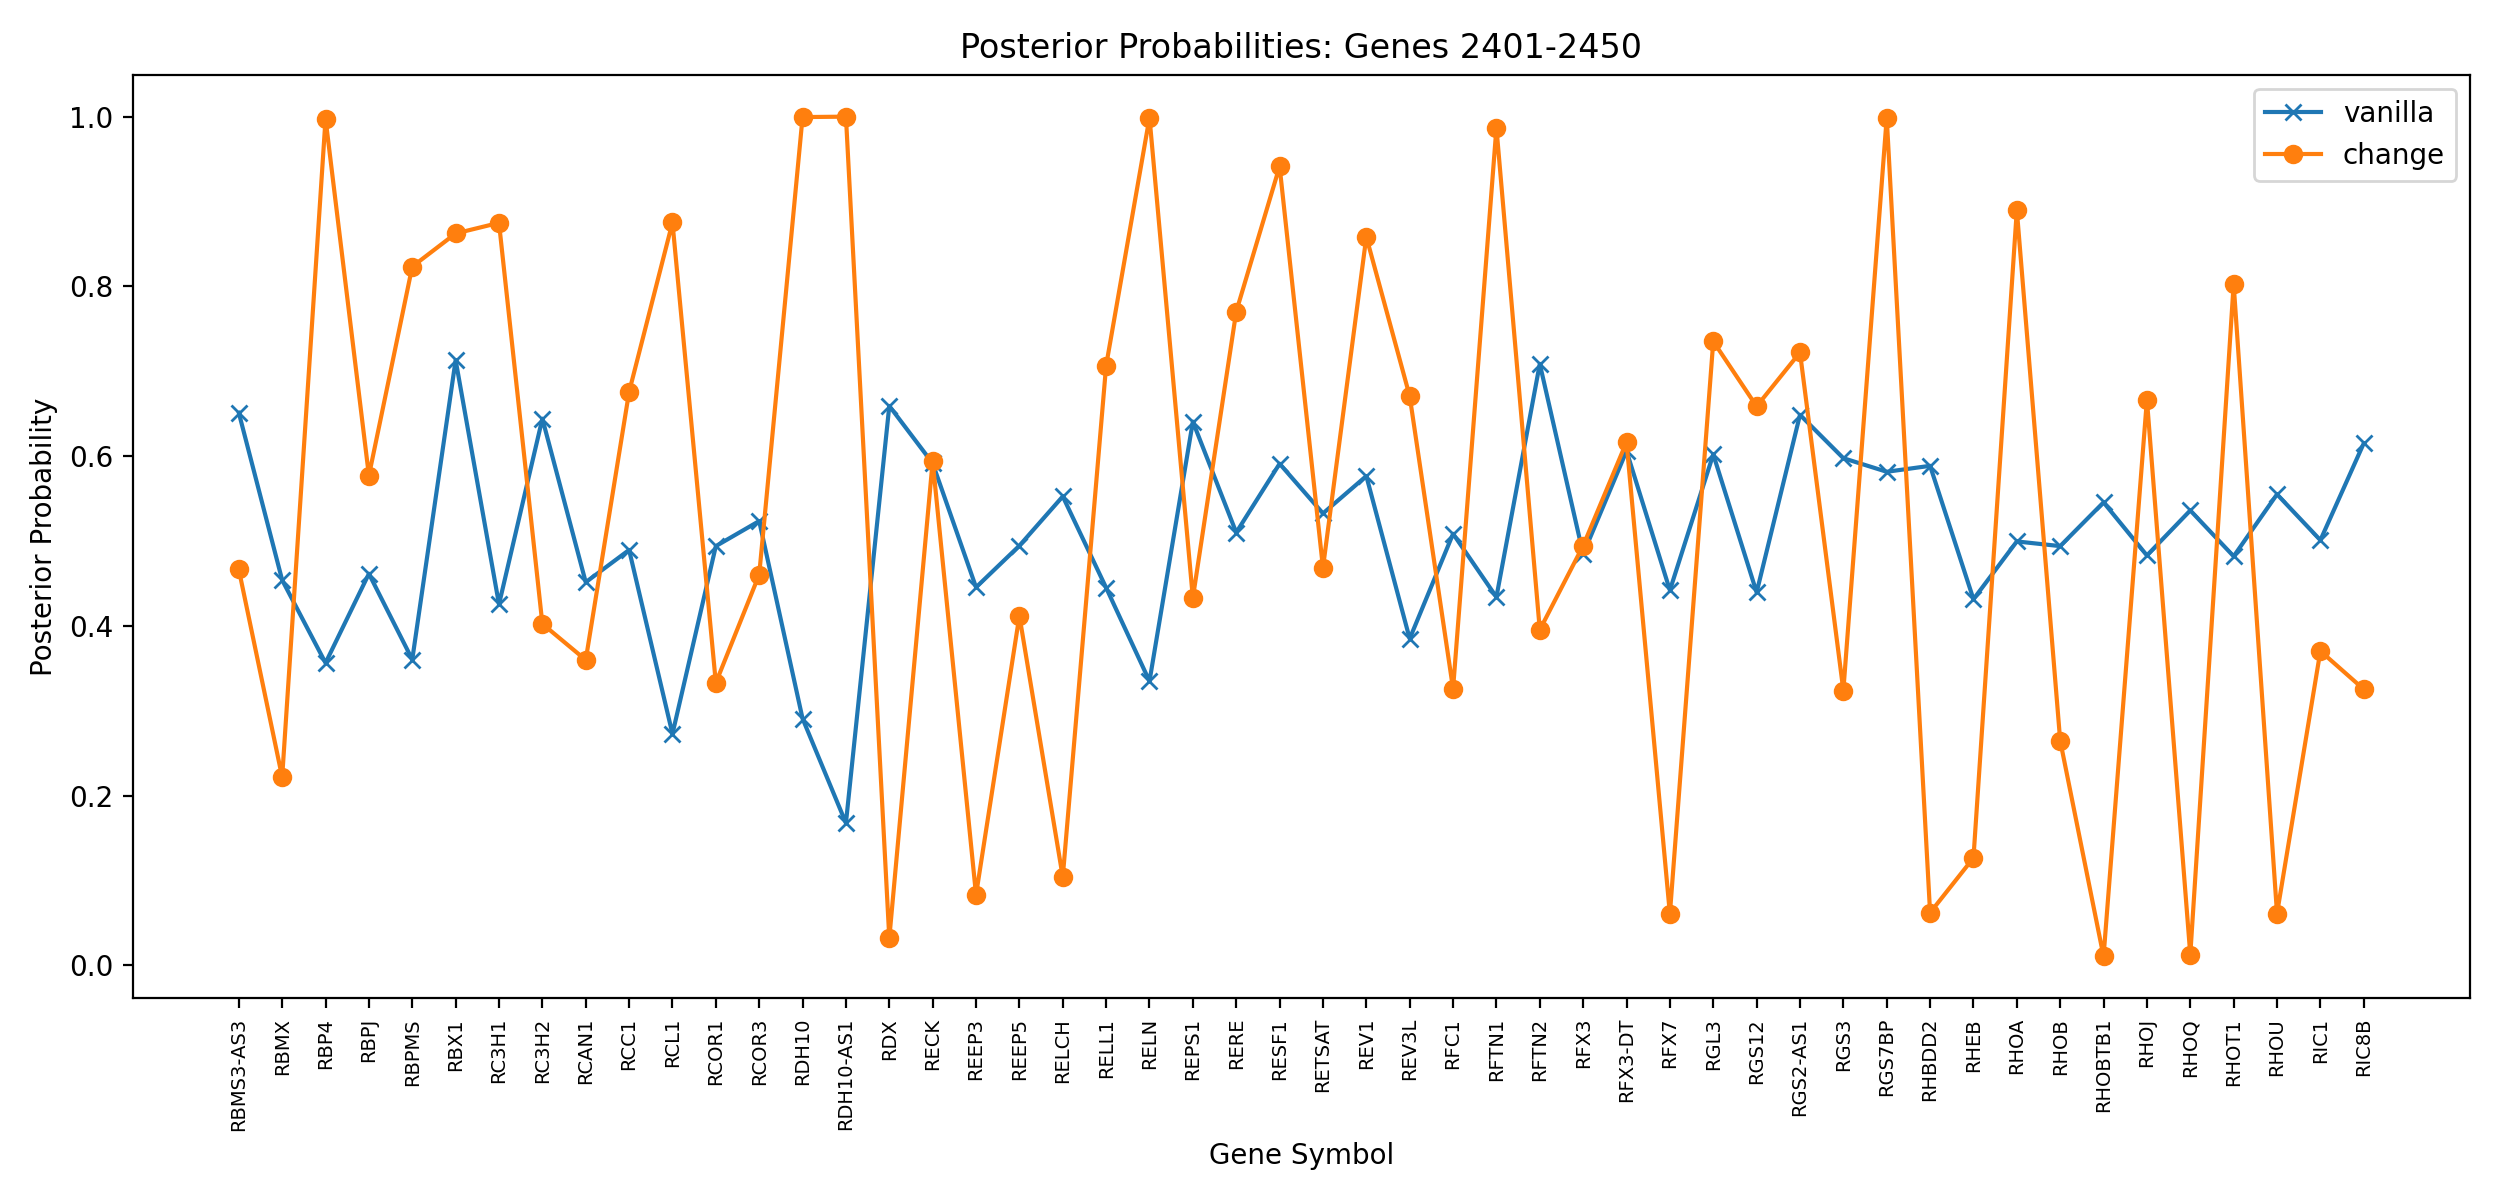 Posterior Probabilities: Genes 2401-2450
vanilla
change
Posterior Probability
1.0
0.8
0.6
0.4
0.2
0.0
RBMS3-AS3
RBMX
RBP4
RBPJ
RBPMS
RBX1
RC3H1
RC3H2
RCAN1
RCC1
RCL1
RCOR1
RCOR3
RDH10
RDH10-AS1
RDX
RECK
REEP3
REEP5
RELCH
RELL1
RELN
REPS1
RERE
RESF1
RETSAT
REV1
REV3L
RFC1
RFTN1
RFTN2
RFX3
RFX3-DT
RFX7
RGL3
RGS12
RGS2-AS1
RGS3
RGS7BP
RHBDD2
RHEB
RHOA
RHOB
RHOBTB1
RHOJ
RHOQ
RHOT1
RHOU
RIC1
RIC8B
Gene Symbol